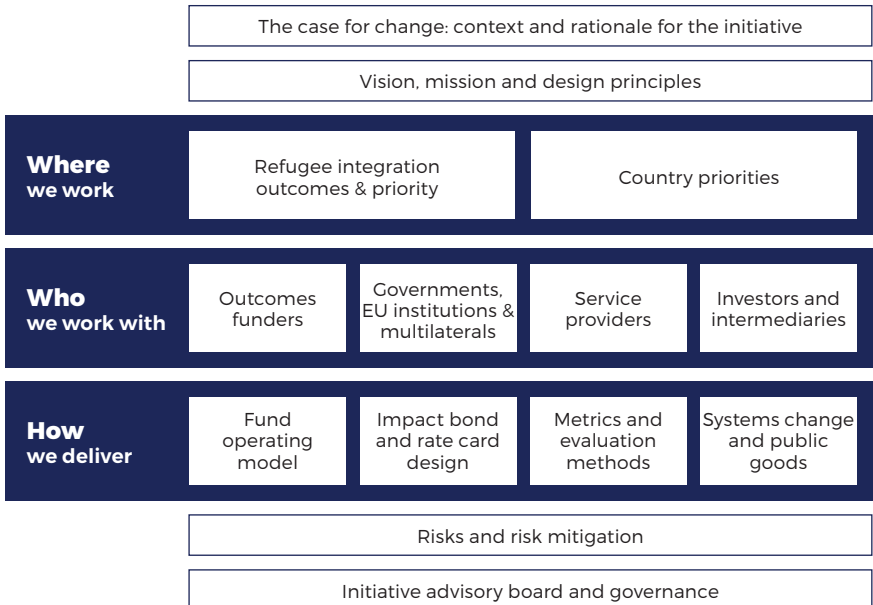 The case for change: context and rationale for the initiative
Vision, mission and design principles
Where
we work
Refugee integration
outcomes & priority
Country priorities
Who
we work with
Outcomes
funders
Governments,
EU institutions &
multilaterals
Service
providers
Investors and
intermediaries
How
we deliver
Fund
operating
model
Impact bond
and rate card
design
Metrics and
evaluation
methods
Systems change
and public
goods
Risks and risk mitigation
Initiative advisory board and governance